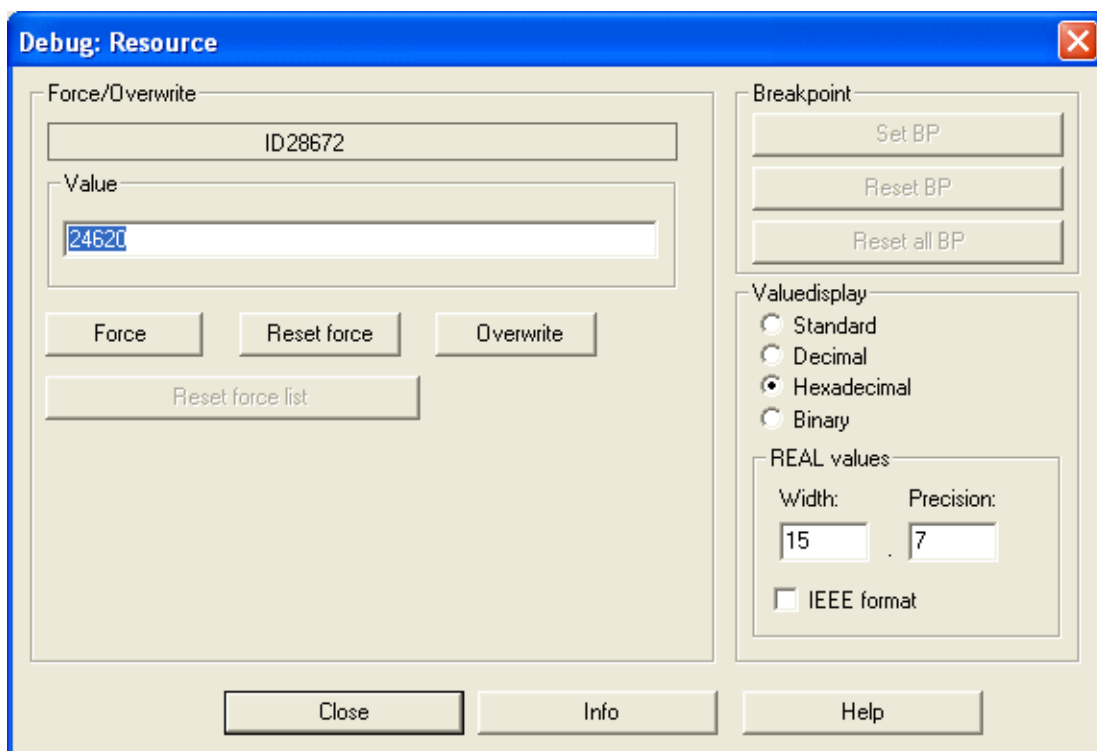 Debug: Resource
Force/Overwrite
ID28672
Value
24620
Force
Reset force
Overwrite
Reset force list
Breakpoint
Set BP
Reset BP
Reset all BP
Valuedisplay
Standard
Decimal
Hexadecimal
Binary
REAL values
Width: Precision:
15 . 7
IEEE format
Close
Info
Help